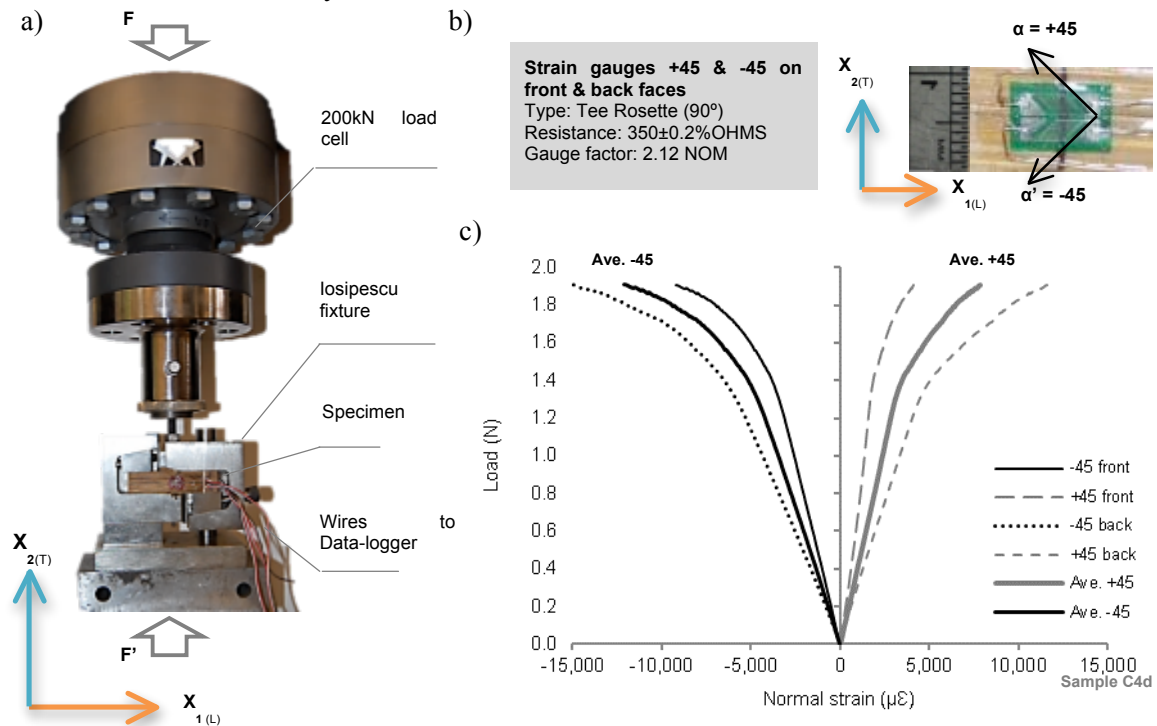 a)
F
200kN load
cell
Iosipescu
fixture
Specimen
Wires to
Data-logger
X
2(T)
F'
X
1 (L)
b)
Strain gauges +45 & -45 on
front & back faces
Type: Tee Rosette (90º)
Resistance: 350±0.2%OHMS
Gauge factor: 2.12 NOM
α = +45
X
2(T)
1
X
1(L)
α' = -45
c)
Ave. -45
Ave. +45
2.0
1.8
1.6
1.4
1.2
1.0
0.8
0.6
0.4
0.2
0.0
Load (N)
-45 front
+45 front
-45 back
+45 back
Ave. +45
Ave. -45
-15,000
-10,000
-5,000
0
5,000
10,000
15,000
Normal strain (µƐ)
Sample C4d